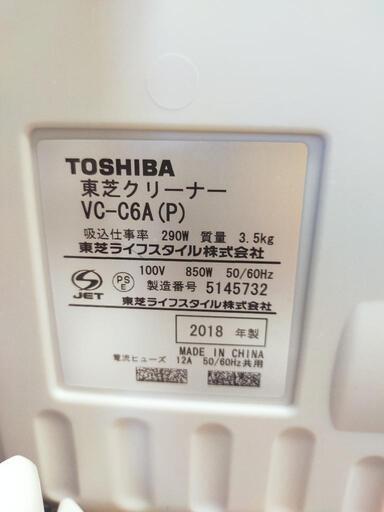 TOSHIBA
東芝クリーナー
VC-C6A(P)
吸込仕事率 290W 質量 3.5kg
東芝ライフスタイル株式会社
100V 850W 50/60Hz
製造番号 5145732
JET
PS
E
東芝ライフスタイル株式会社
2018 年製
MADE IN CHINA
電流ヒューズ 12A 50/60Hz共用